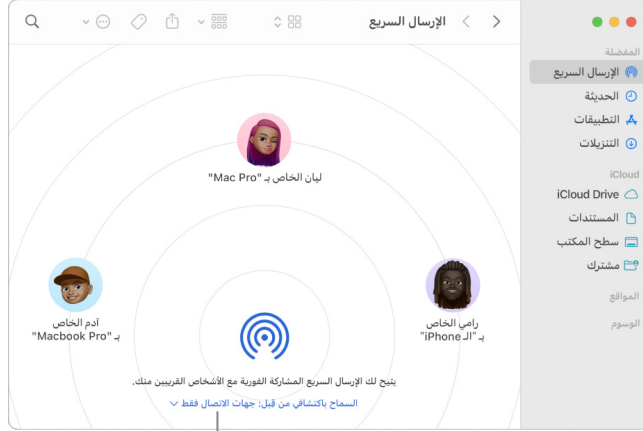 الإرسال السريع
المفضلة
الإرسال السريع
الحديثة
التطبيقات
التنزيلات
iCloud
iCloud Drive
المستندات
سطح المكتب
مشترك
المواقع
الوسوم
ليان الخاص بـ "Mac Pro"
رامي الخاص
بـ "الـ iPhone"
آدم الخاص
بـ "Macbook Pro"
يتيح لك الإرسال السريع المشاركة الفورية مع الأشخاص القريبين منك.
السماح باكتشافي من قِبل: جهات الاتصال فقط